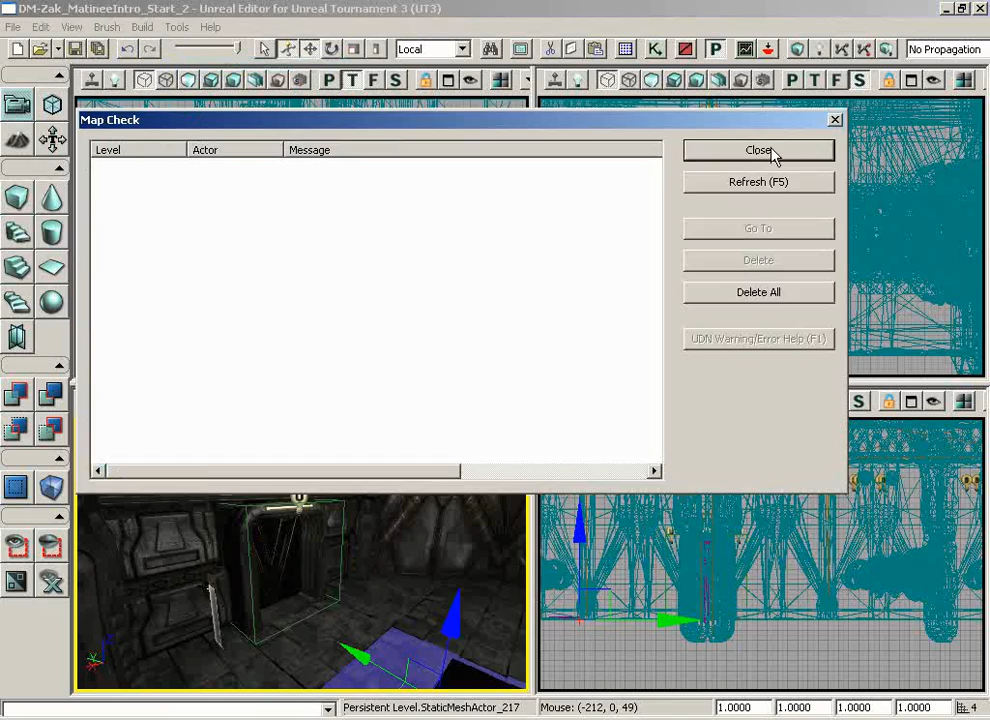 DM-Zak_MatineeIntro_Start_2 - Unreal Editor for Unreal Tournament 3 (UT3)
File Edit View Brush Build Tools Help
Local
No Propagation
P T F S
P T F S
Map Check
Level Actor Message
Close
Refresh (F5)
Go To
Delete
Delete All
UDN Warning/Error Help (F1)
S
Persistent Level.StaticMeshActor_217
Mouse: (-212, 0, 49)
1.0000 1.0000 1.0000 1.0000 4